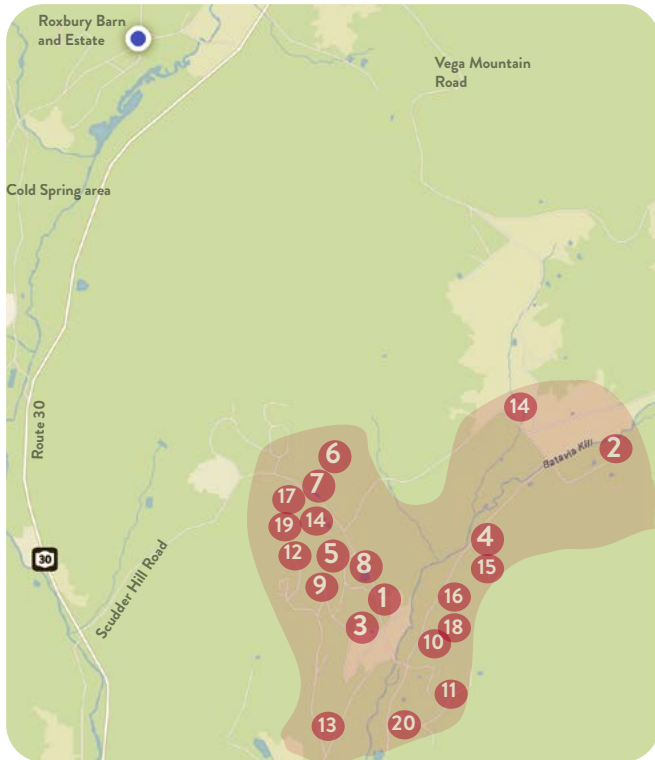 Roxbury Barn
and Estate
Vega Mountain
Road
Cold Spring area
Route 30
14
Batavia Kill
2
6
7
17
14
19
4
12
5
8
15
30
Scudder Hill Road
9
1
16
3
18
10
11
13
20